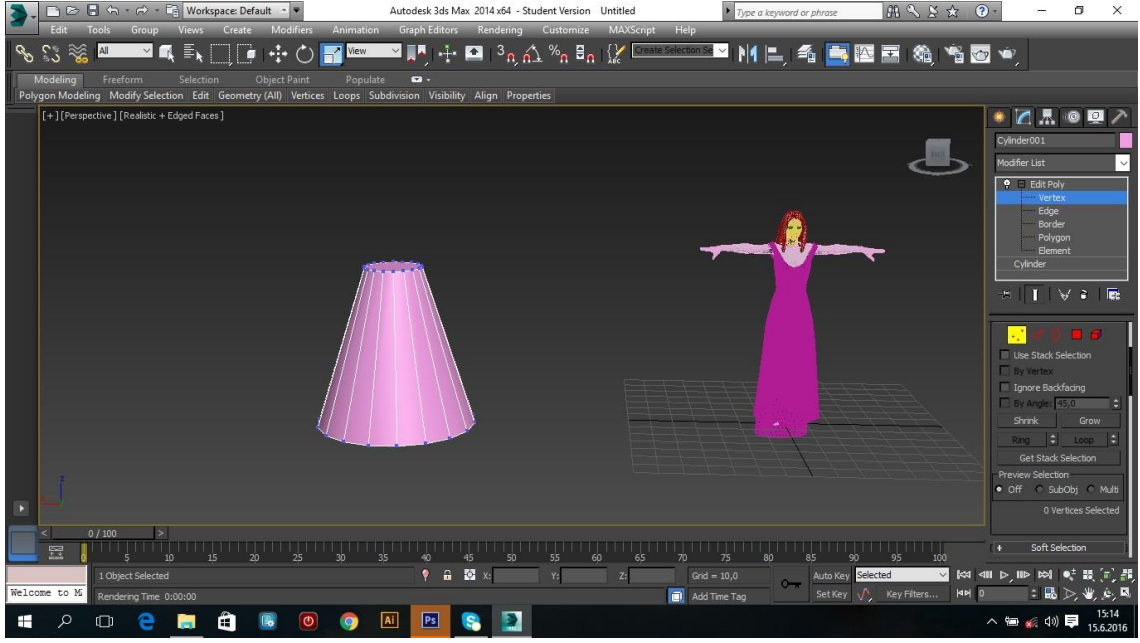 Workspace: Default
Autodesk 3ds Max 2014 x64 - Student Version Untitled
Type a keyword or phrase
Edit Tools Group Views Create Modifiers Animation Graph Editors Rendering Customize MAXScript Help
All
View
Create Selection Se
Modeling Freeform Selection Object Paint Populate
Polygon Modeling Modify Selection Edit Geometry (All) Vertices Loops Subdivision Visibility Align Properties
[+] [Perspective] [Realistic + Edged Faces]
Cylinder001
Modifier List
Edit Poly
Vertex
Edge
Border
Polygon
Element
Cylinder
Use Stack Selection
By Vertex
Ignore Backfacing
By Angle: 45,0
Shrink Grow
Ring Loop
Get Stack Selection
Preview Selection
Off SubObj Multi
0 Vertices Selected
Soft Selection
z
0 / 100
0 5 10 15 20 25 30 35 40 45 50 55 60 65 70 75 80 85 90 95 100
1 Object Selected
X: Y: Z:
Grid = 10,0
Auto Key Selected
Welcome to M
Rendering Time 0:00:00
Add Time Tag
Set Key
Key Filters...
0
Ai
Ps
15:14
15.6.2016